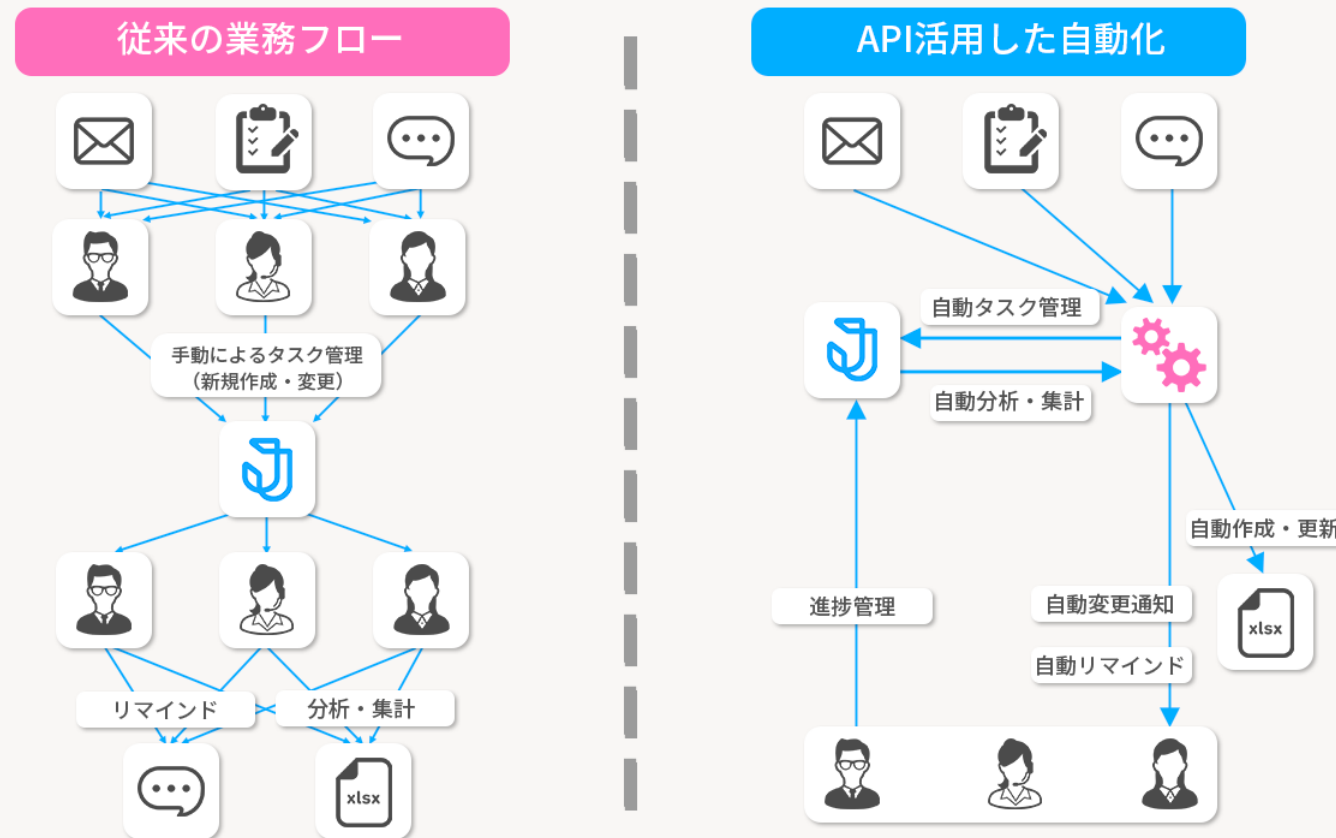 従来の業務フロー
手動によるタスク管理
（新規作成・変更）
リマインド
分析・集計
xlsx
API活用した自動化
自動タスク管理
自動分析・集計
自動作成・更新
進捗管理
自動変更通知
自動リマインド
xlsx